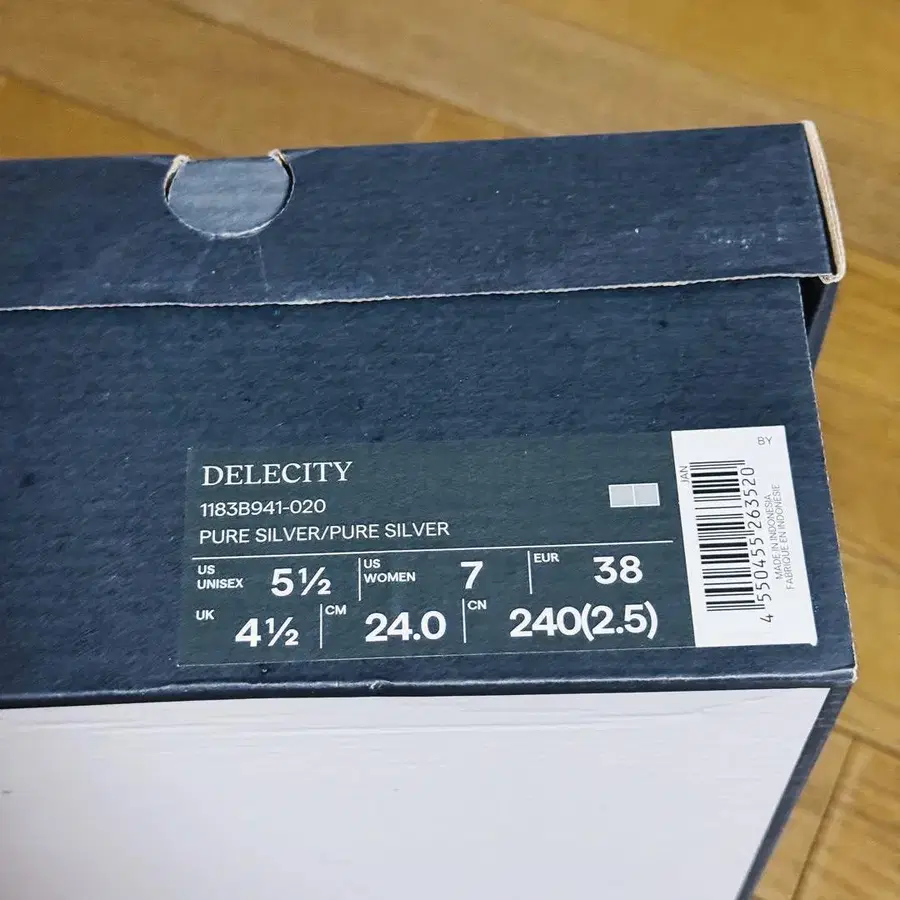 DELECITY
1183B941-020
PURE SILVER/PURE SILVER
US UNISEX 5½ US WOMEN 7 EUR 38
UK 4½ CM 24.0 CN 240(2.5)
BY
JAN
4 550455 263520
MADE IN INDONESIA
FABRIQUE EN INDONESIE